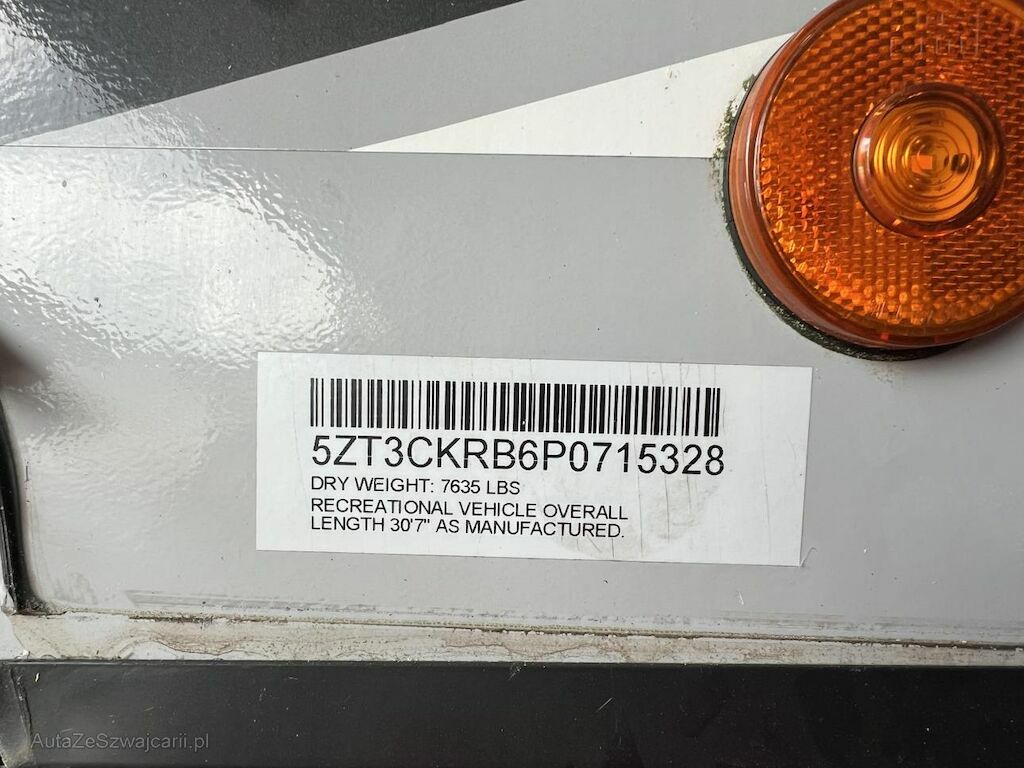 5ZT3CKRB6P0715328
DRY WEIGHT: 7635 LBS
RECREATIONAL VEHICLE OVERALL
LENGTH 30'7" AS MANUFACTURED.
AutaZeSzwajcarii.pl